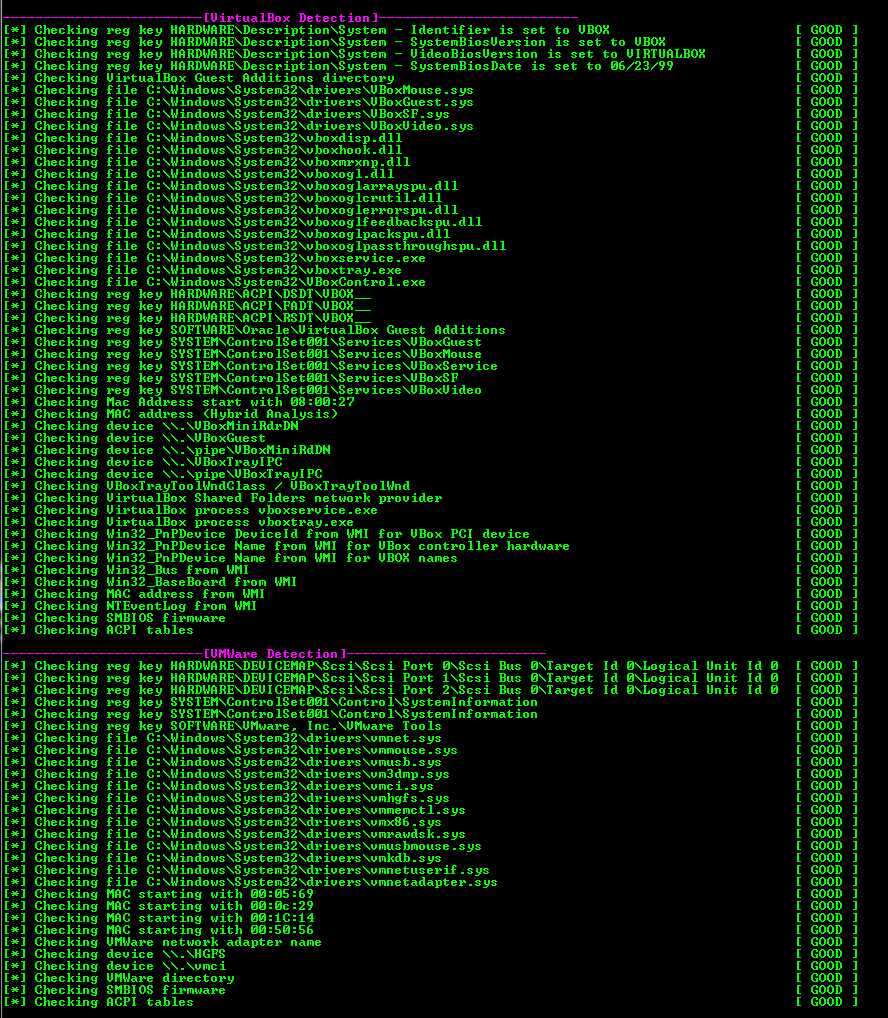 -------------------------[VirtualBox Detection]-------------------------
[*] Checking reg key HARDWARE\Description\System - Identifier is set to VBOX [ GOOD ]
[*] Checking reg key HARDWARE\Description\System - SystemBiosVersion is set to VBOX [ GOOD ]
[*] Checking reg key HARDWARE\Description\System - VideoBiosVersion is set to VIRTUALBOX [ GOOD ]
[*] Checking reg key HARDWARE\Description\System - SystemBiosDate is set to 06/23/99 [ GOOD ]
[*] Checking VirtualBox Guest Additions directory [ GOOD ]
[*] Checking file C:\Windows\System32\drivers\VBoxMouse.sys [ GOOD ]
[*] Checking file C:\Windows\System32\drivers\VBoxGuest.sys [ GOOD ]
[*] Checking file C:\Windows\System32\drivers\VBoxSF.sys [ GOOD ]
[*] Checking file C:\Windows\System32\drivers\VBoxVideo.sys [ GOOD ]
[*] Checking file C:\Windows\System32\vboxdisp.dll [ GOOD ]
[*] Checking file C:\Windows\System32\vboxhook.dll [ GOOD ]
[*] Checking file C:\Windows\System32\vboxmrxnp.dll [ GOOD ]
[*] Checking file C:\Windows\System32\vboxogl.dll [ GOOD ]
[*] Checking file C:\Windows\System32\vboxoglarrayspu.dll [ GOOD ]
[*] Checking file C:\Windows\System32\vboxoglcrutil.dll [ GOOD ]
[*] Checking file C:\Windows\System32\vboxoglerrorspu.dll [ GOOD ]
[*] Checking file C:\Windows\System32\vboxoglfeedbackspu.dll [ GOOD ]
[*] Checking file C:\Windows\System32\vboxoglpackspu.dll [ GOOD ]
[*] Checking file C:\Windows\System32\vboxoglpassthroughspu.dll [ GOOD ]
[*] Checking file C:\Windows\System32\vboxservice.exe [ GOOD ]
[*] Checking file C:\Windows\System32\vboxtray.exe [ GOOD ]
[*] Checking file C:\Windows\System32\VBoxControl.exe [ GOOD ]
[*] Checking reg key HARDWARE\ACPI\DSDT\VBOX__ [ GOOD ]
[*] Checking reg key HARDWARE\ACPI\FADT\VBOX__ [ GOOD ]
[*] Checking reg key HARDWARE\ACPI\RSDT\VBOX__ [ GOOD ]
[*] Checking reg key SOFTWARE\Oracle\VirtualBox Guest Additions [ GOOD ]
[*] Checking reg key SYSTEM\ControlSet001\Services\VBoxGuest [ GOOD ]
[*] Checking reg key SYSTEM\ControlSet001\Services\VBoxMouse [ GOOD ]
[*] Checking reg key SYSTEM\ControlSet001\Services\VBoxService [ GOOD ]
[*] Checking reg key SYSTEM\ControlSet001\Services\VBoxSF [ GOOD ]
[*] Checking reg key SYSTEM\ControlSet001\Services\VBoxVideo [ GOOD ]
[*] Checking Mac Address start with 08:00:27 [ GOOD ]
[*] Checking MAC address (Hybrid Analysis) [ GOOD ]
[*] Checking device \\.\VBoxMiniRdrDN [ GOOD ]
[*] Checking device \\.\VBoxGuest [ GOOD ]
[*] Checking device \\.\pipe\VBoxMiniRdDN [ GOOD ]
[*] Checking device \\.\VBoxTrayIPC [ GOOD ]
[*] Checking device \\.\pipe\VBoxTrayIPC [ GOOD ]
[*] Checking VBoxTrayToolWndClass / VBoxTrayToolWnd [ GOOD ]
[*] Checking VirtualBox Shared Folders network provider [ GOOD ]
[*] Checking VirtualBox process vboxservice.exe [ GOOD ]
[*] Checking VirtualBox process vboxtray.exe [ GOOD ]
[*] Checking Win32_PnPDevice DeviceId from WMI for VBox PCI device [ GOOD ]
[*] Checking Win32_PnPDevice Name from WMI for VBox controller hardware [ GOOD ]
[*] Checking Win32_PnPDevice Name from WMI for VBOX names [ GOOD ]
[*] Checking Win32_Bus from WMI [ GOOD ]
[*] Checking Win32_BaseBoard from WMI [ GOOD ]
[*] Checking MAC address from WMI [ GOOD ]
[*] Checking NTEventLog from WMI [ GOOD ]
[*] Checking SMBIOS firmware [ GOOD ]
[*] Checking ACPI tables [ GOOD ]
-------------------------[VMWare Detection]-------------------------
[*] Checking reg key HARDWARE\DEVICEMAP\Scsi\Scsi Port 0\Scsi Bus 0\Target Id 0\Logical Unit Id 0 [ GOOD ]
[*] Checking reg key HARDWARE\DEVICEMAP\Scsi\Scsi Port 1\Scsi Bus 0\Target Id 0\Logical Unit Id 0 [ GOOD ]
[*] Checking reg key HARDWARE\DEVICEMAP\Scsi\Scsi Port 2\Scsi Bus 0\Target Id 0\Logical Unit Id 0 [ GOOD ]
[*] Checking reg key SYSTEM\ControlSet001\Control\SystemInformation [ GOOD ]
[*] Checking reg key SYSTEM\ControlSet001\Control\SystemInformation [ GOOD ]
[*] Checking reg key SOFTWARE\VMware, Inc.\VMware Tools [ GOOD ]
[*] Checking file C:\Windows\System32\drivers\vmnet.sys [ GOOD ]
[*] Checking file C:\Windows\System32\drivers\vmmouse.sys [ GOOD ]
[*] Checking file C:\Windows\System32\drivers\vmusb.sys [ GOOD ]
[*] Checking file C:\Windows\System32\drivers\vm3dmp.sys [ GOOD ]
[*] Checking file C:\Windows\System32\drivers\vmci.sys [ GOOD ]
[*] Checking file C:\Windows\System32\drivers\vmhgfs.sys [ GOOD ]
[*] Checking file C:\Windows\System32\drivers\vmmemctl.sys [ GOOD ]
[*] Checking file C:\Windows\System32\drivers\vmx86.sys [ GOOD ]
[*] Checking file C:\Windows\System32\drivers\vmrawdsk.sys [ GOOD ]
[*] Checking file C:\Windows\System32\drivers\vmusbmouse.sys [ GOOD ]
[*] Checking file C:\Windows\System32\drivers\vmkdb.sys [ GOOD ]
[*] Checking file C:\Windows\System32\drivers\vmnetuserif.sys [ GOOD ]
[*] Checking file C:\Windows\System32\drivers\vmnetadapter.sys [ GOOD ]
[*] Checking MAC starting with 00:05:69 [ GOOD ]
[*] Checking MAC starting with 00:0c:29 [ GOOD ]
[*] Checking MAC starting with 00:1C:14 [ GOOD ]
[*] Checking MAC starting with 00:50:56 [ GOOD ]
[*] Checking VMWare network adapter name [ GOOD ]
[*] Checking device \\.\HGFS [ GOOD ]
[*] Checking device \\.\vmci [ GOOD ]
[*] Checking VMWare directory [ GOOD ]
[*] Checking SMBIOS firmware [ GOOD ]
[*] Checking ACPI tables [ GOOD ]